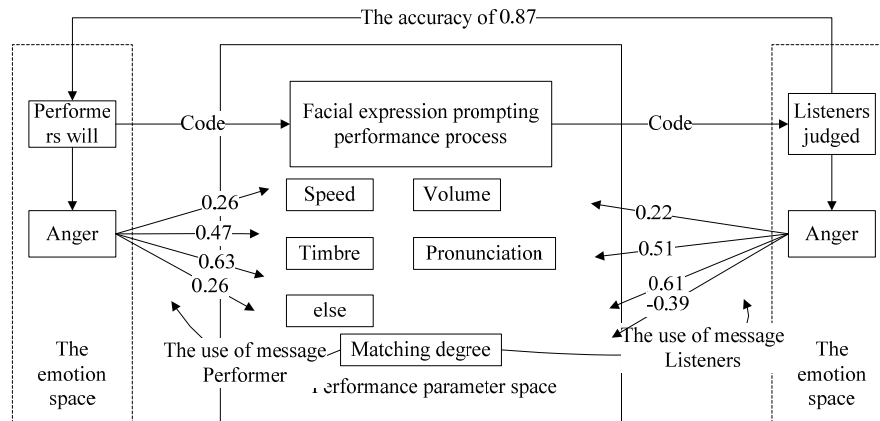 The accuracy of 0.87
Performe
rs will
Code
Facial expression prompting
performance process
Code
Listeners
judged
Speed
Volume
0.26
0.22
Anger
0.47
Timbre
Pronunciation
0.51
Anger
0.63
0.26
0.61
-0.39
else
The use of message
Performer
Matching degree
The use of message
Listeners
The
emotion
space
Performance parameter space
The
emotion
space